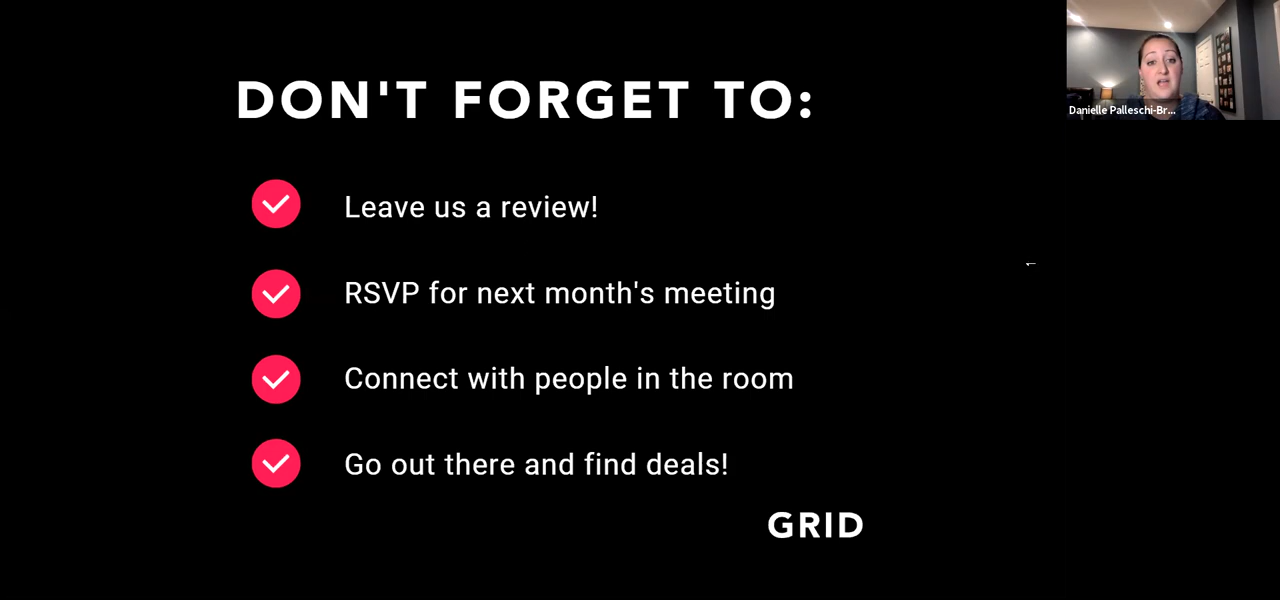 DON'T FORGET TO:
Leave us a review!
RSVP for next month's meeting
Connect with people in the room
Go out there and find deals!
GRID
Danielle Palleschi-Br...